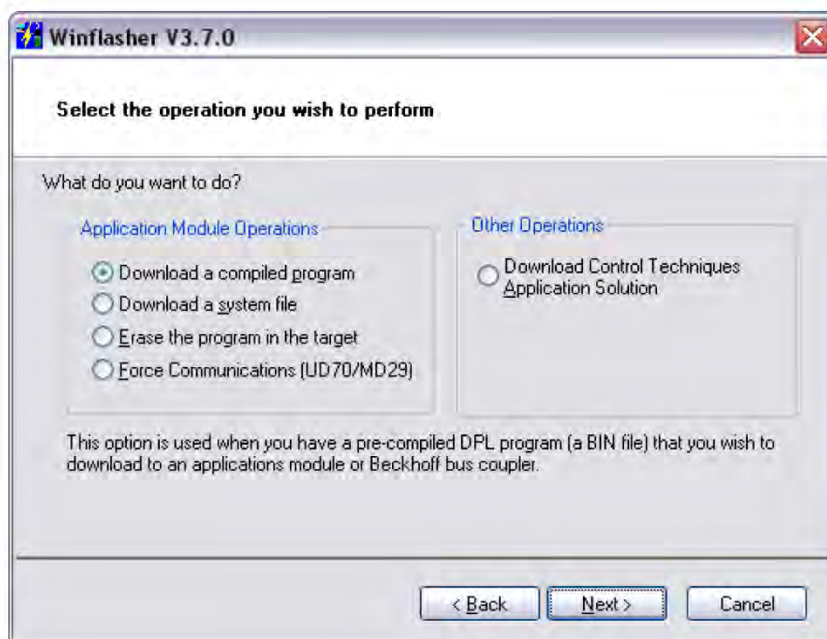 Winflasher V3.7.0
Select the operation you wish to perform
What do you want to do?
Application Module Operations
Download a compiled program
Download a system file
Erase the program in the target
Force Communications (UD70/MD29)
Other Operations
Download Control Techniques
Application Solution
This option is used when you have a pre-compiled DPL program (a BIN file) that you wish to
download to an applications module or Beckhoff bus coupler.
< Back
Next >
Cancel